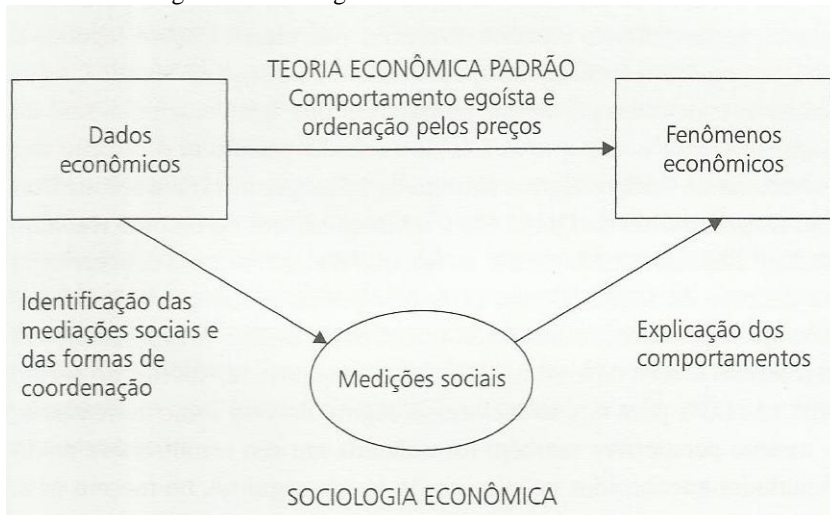 TEORIA ECONÔMICA PADRÃO
Comportamento egoísta e
ordenação pelos preços
Dados
econômicos
Fenômenos
econômicos
Identificação das
mediações sociais e
das formas de
coordenação
Medições sociais
Explicação dos
comportamentos
SOCIOLOGIA ECONÔMICA